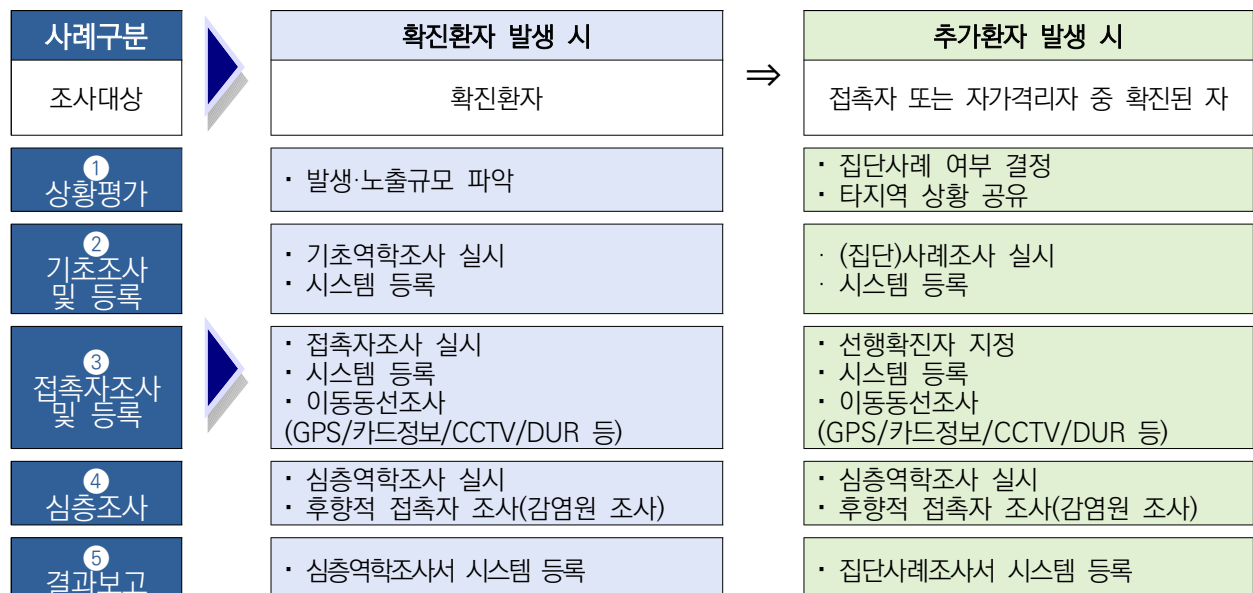 사례구분
확진환자 발생 시
추가환자 발생 시
조사대상
확진환자
⇒
접촉자 또는 자가격리자 중 확진된 자
❶
상황평가
· 발생·노출규모 파악
· 집단사례 여부 결정
· 타지역 상황 공유
❷
기초조사
및 등록
· 기초역학조사 실시
· 시스템 등록
· (집단)사례조사 실시
· 시스템 등록
❸
접촉자조사
및 등록
· 접촉자조사 실시
· 시스템 등록
· 이동동선조사
(GPS/카드정보/CCTV/DUR 등)
· 선행확진자 지정
· 시스템 등록
· 이동동선조사
(GPS/카드정보/CCTV/DUR 등)
❹
심층조사
· 심층역학조사 실시
· 후향적 접촉자 조사(감염원 조사)
· 심층역학조사 실시
· 후향적 접촉자 조사(감염원 조사)
❺
결과보고
· 심층역학조사서 시스템 등록
· 집단사례조사서 시스템 등록